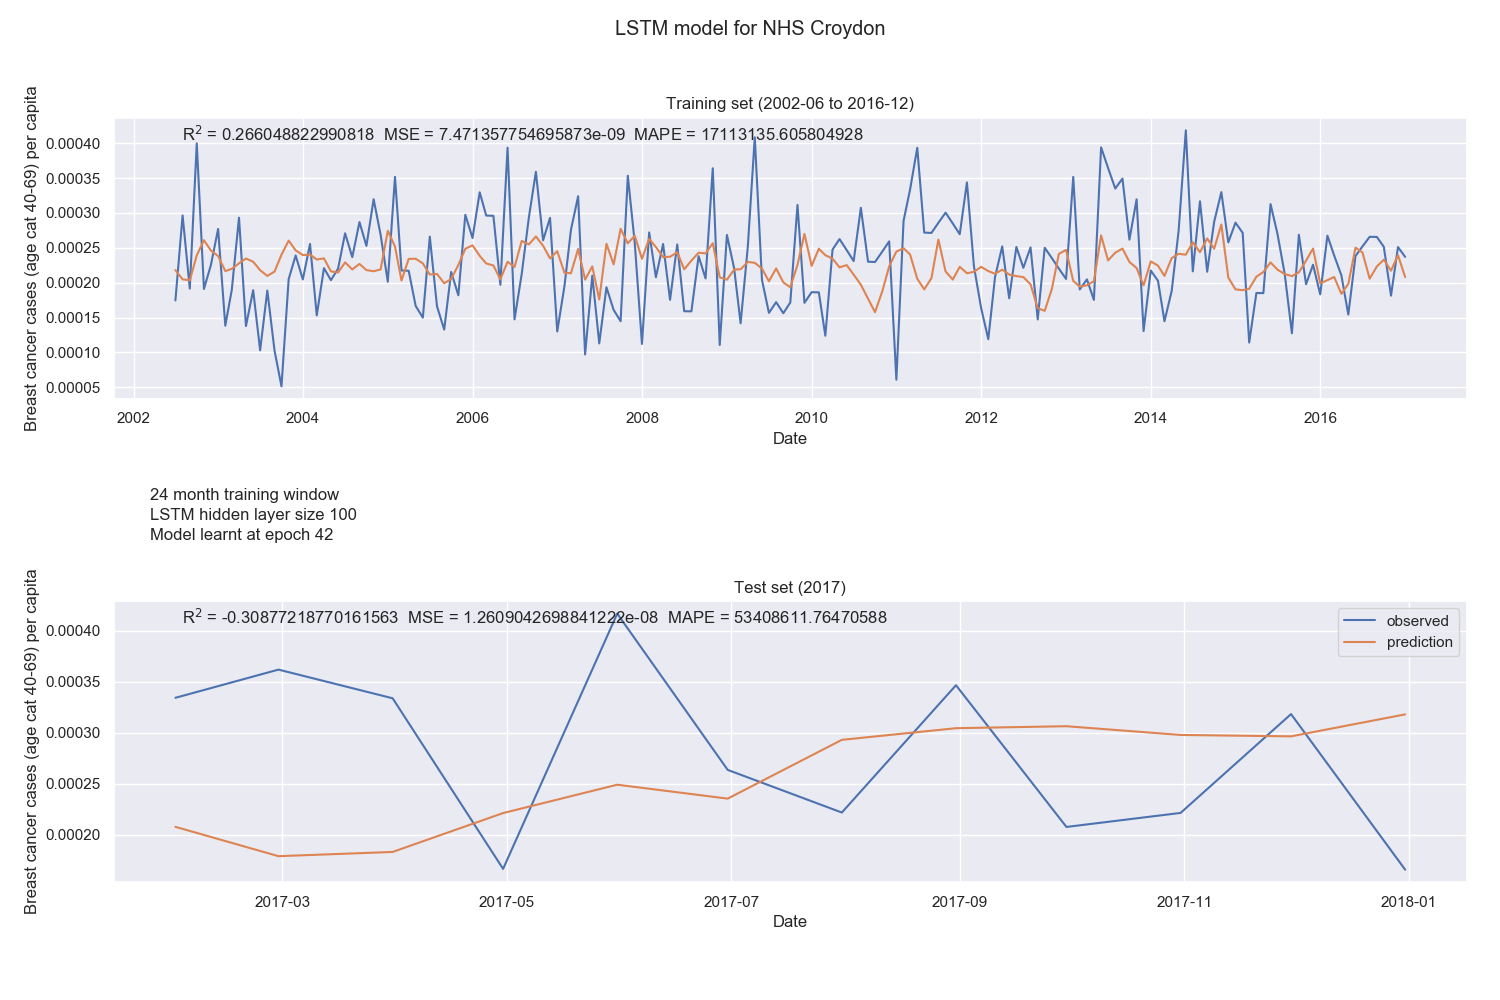 LSTM model for NHS Croydon
Training set (2002-06 to 2016-12)
R² = 0.266048822990818 MSE = 7.471357754695873e-09 MAPE = 17113135.605804928
Breast cancer cases (age cat 40-69) per capita
0.00040
0.00035
0.00030
0.00025
0.00020
0.00015
0.00010
0.00005
2002 2004 2006 2008 2010 2012 2014 2016
Date
24 month training window
LSTM hidden layer size 100
Model learnt at epoch 42
Test set (2017)
R² = -0.30877218770161563 MSE = 1.2609042698841222e-08 MAPE = 53408611.76470588
observed
prediction
Breast cancer cases (age cat 40-69) per capita
0.00040
0.00035
0.00030
0.00025
0.00020
2017-03 2017-05 2017-07 2017-09 2017-11 2018-01
Date